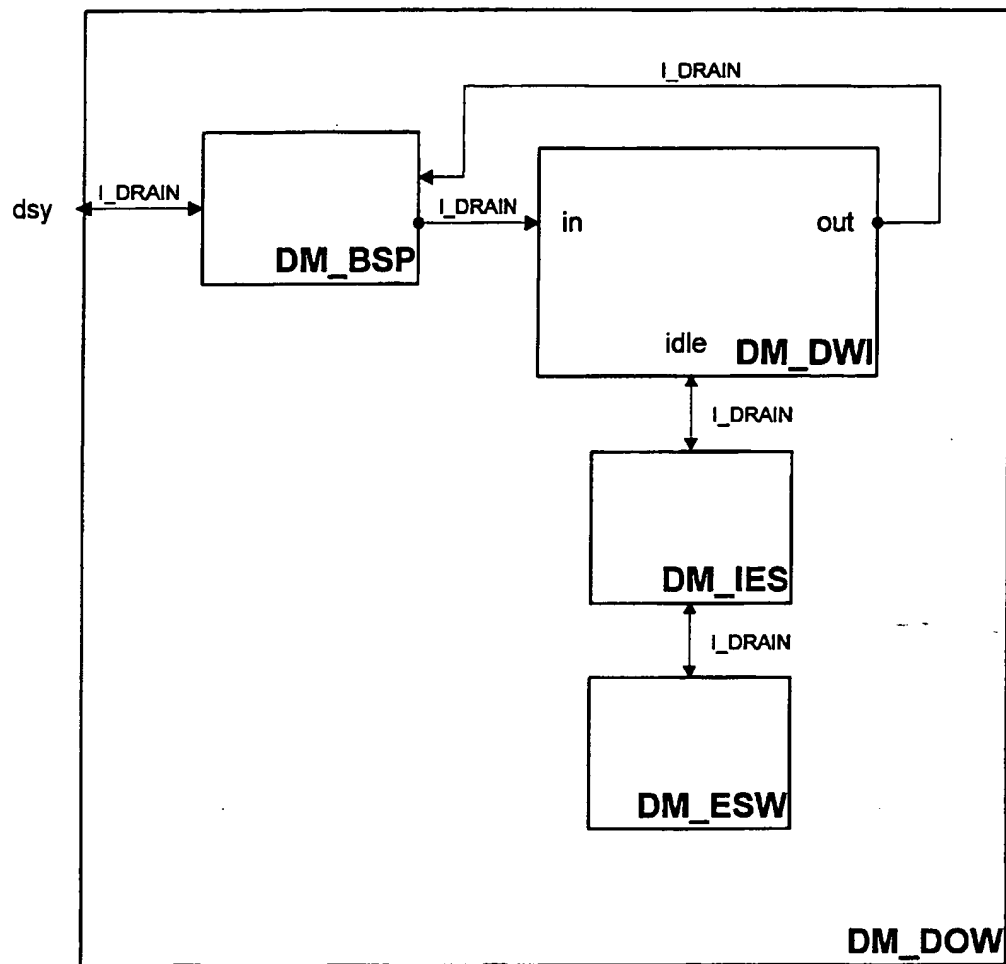 I_DRAIN
dsy
I_DRAIN
I_DRAIN
in
out
DM_BSP
idle
DM_DWI
I_DRAIN
DM_IES
I_DRAIN
DM_ESW
DM_DOW